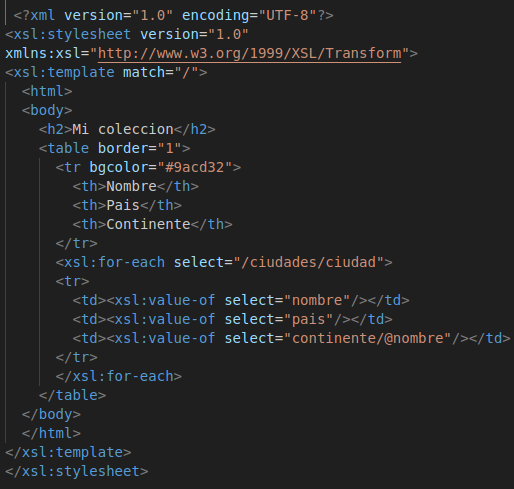 <?xml version="1.0" encoding="UTF-8"?>
<xsl:stylesheet version="1.0"
xmlns:xsl="http://www.w3.org/1999/XSL/Transform">
<xsl:template match="/">
<html>
<body>
<h2>Mi coleccion</h2>
<table border="1">
<tr bgcolor="#9acd32">
<th>Nombre</th>
<th>Pais</th>
<th>Continente</th>
</tr>
<xsl:for-each select="/ciudades/ciudad">
<tr>
<td><xsl:value-of select="nombre"/></td>
<td><xsl:value-of select="pais"/></td>
<td><xsl:value-of select="continente/@nombre"/></td>
</tr>
</xsl:for-each>
</table>
</body>
</html>
</xsl:template>
</xsl:stylesheet>